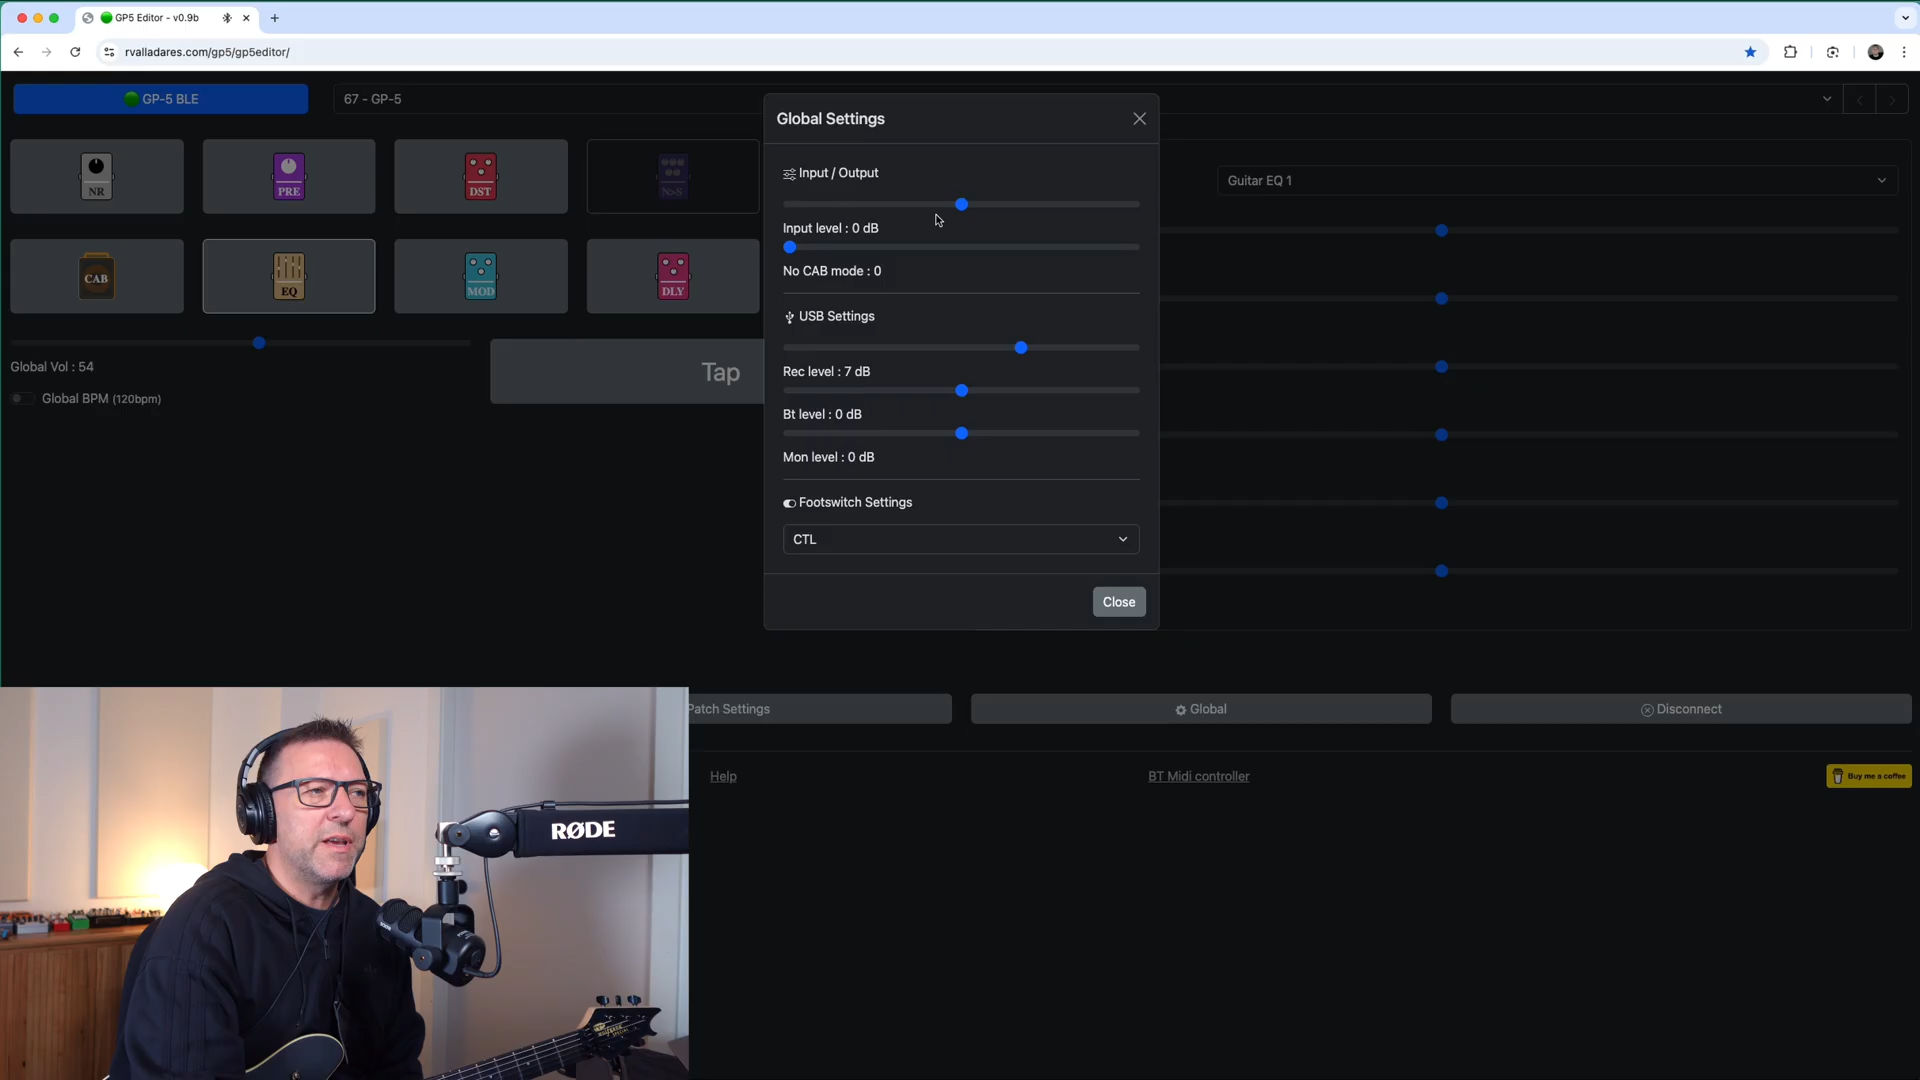 GP5 Editor - v0.9b
rvalladares.com/gp5/gp5editor/
GP-5 BLE
67 - GP-5
NR
PRE
DST
N>S
CAB
EQ
MOD
DLY
Global Vol : 54
Global BPM (120bpm)
Tap
Global Settings
Input / Output
Input level : 0 dB
No CAB mode : 0
USB Settings
Rec level : 7 dB
Bt level : 0 dB
Mon level : 0 dB
Footswitch Settings
CTL
Close
Guitar EQ 1
Patch Settings
Global
Disconnect
Help
BT Midi controller
Buy me a coffee
RØDE